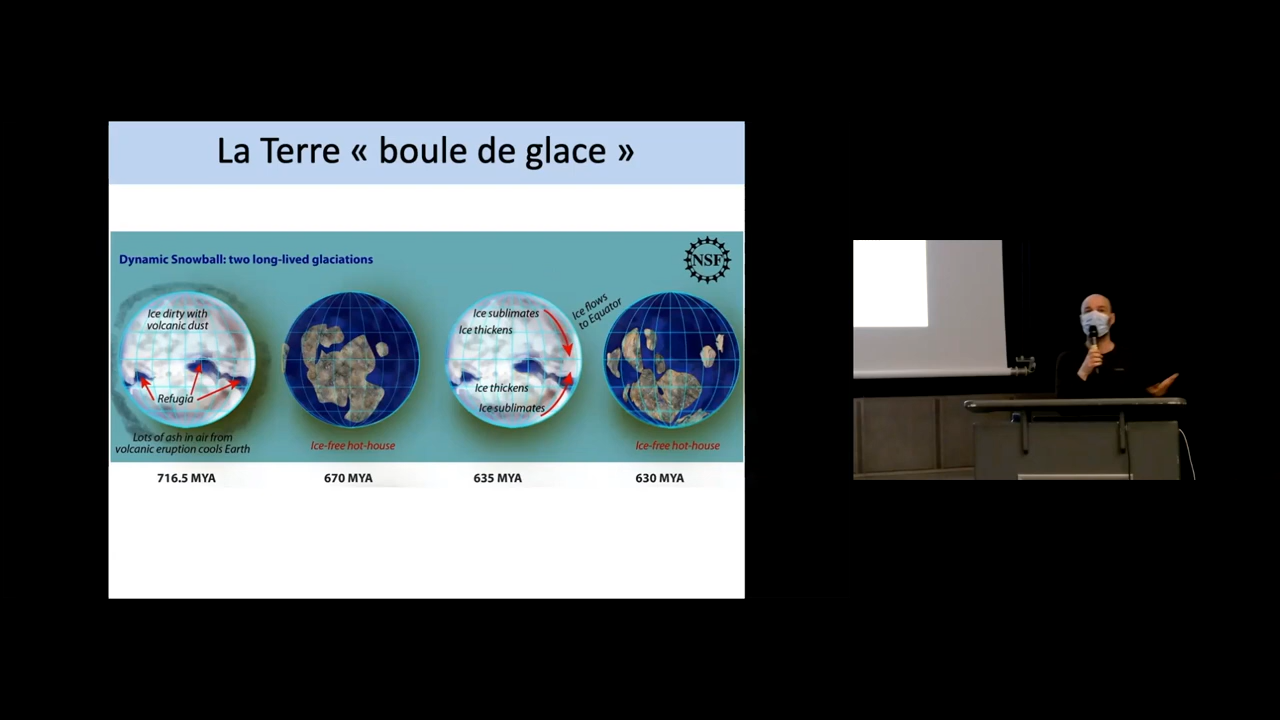 La Terre « boule de glace »
Dynamic Snowball: two long-lived glaciations
NSF
Ice dirty with
volcanic dust
Refugia
Lots of ash in air from
volcanic eruption cools Earth
716.5 MYA
Ice-free hot-house
670 MYA
Ice sublimates
Ice thickens
Ice flows
to Equator
Ice thickens
Ice sublimates
635 MYA
Ice-free hot-house
630 MYA